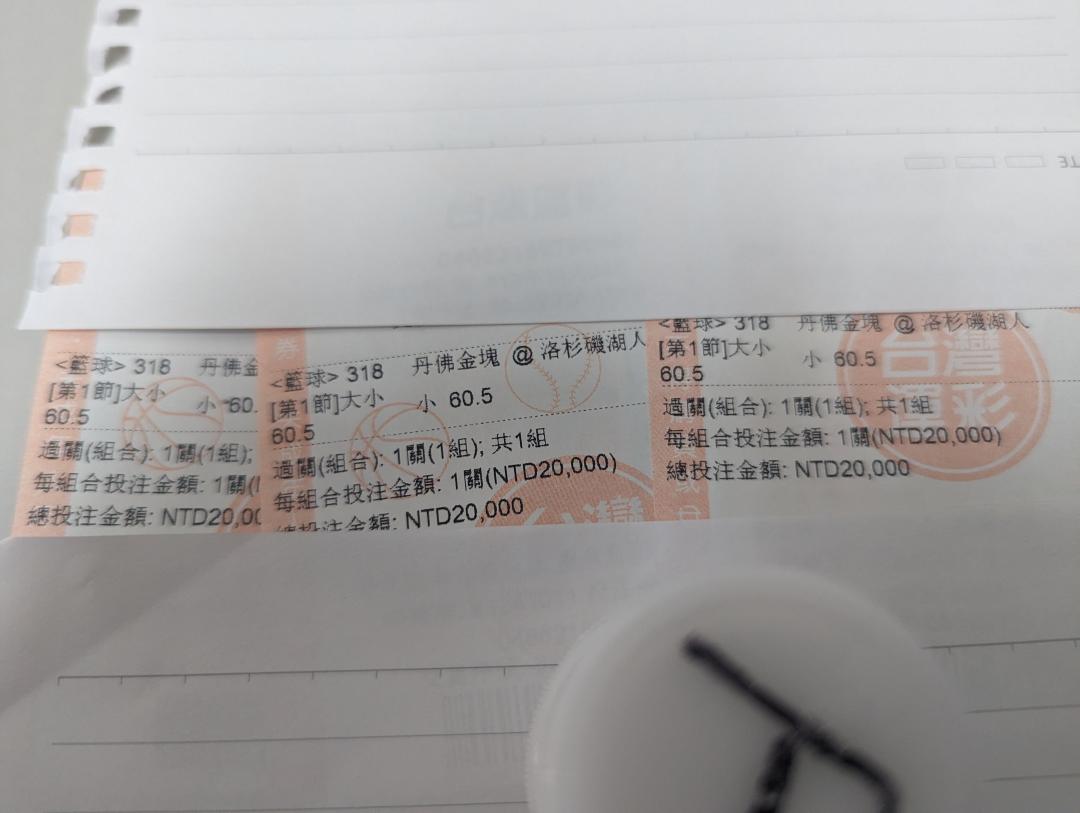 <籃球> 318 丹佛金
[第1節]大小
小 60.
60.5
過關(組合): 1關(1組);
每組合投注金額: 1關(
總投注金額: NTD20,00
券
<籃球> 318 丹佛金塊 @ 洛杉磯湖人
[第1節]大小
小 60.5
60.5
過關(組合): 1關(1組); 共1組
每組合投注金額: 1關(NTD20,000)
總投注金額: NTD20,000
<籃球> 318 丹佛金塊 @ 洛杉磯湖人
[第1節]大小
小 60.5
60.5
過關(組合): 1關(1組); 共1組
每組合投注金額: 1關(NTD20,000)
總投注金額: NTD20,000
台灣